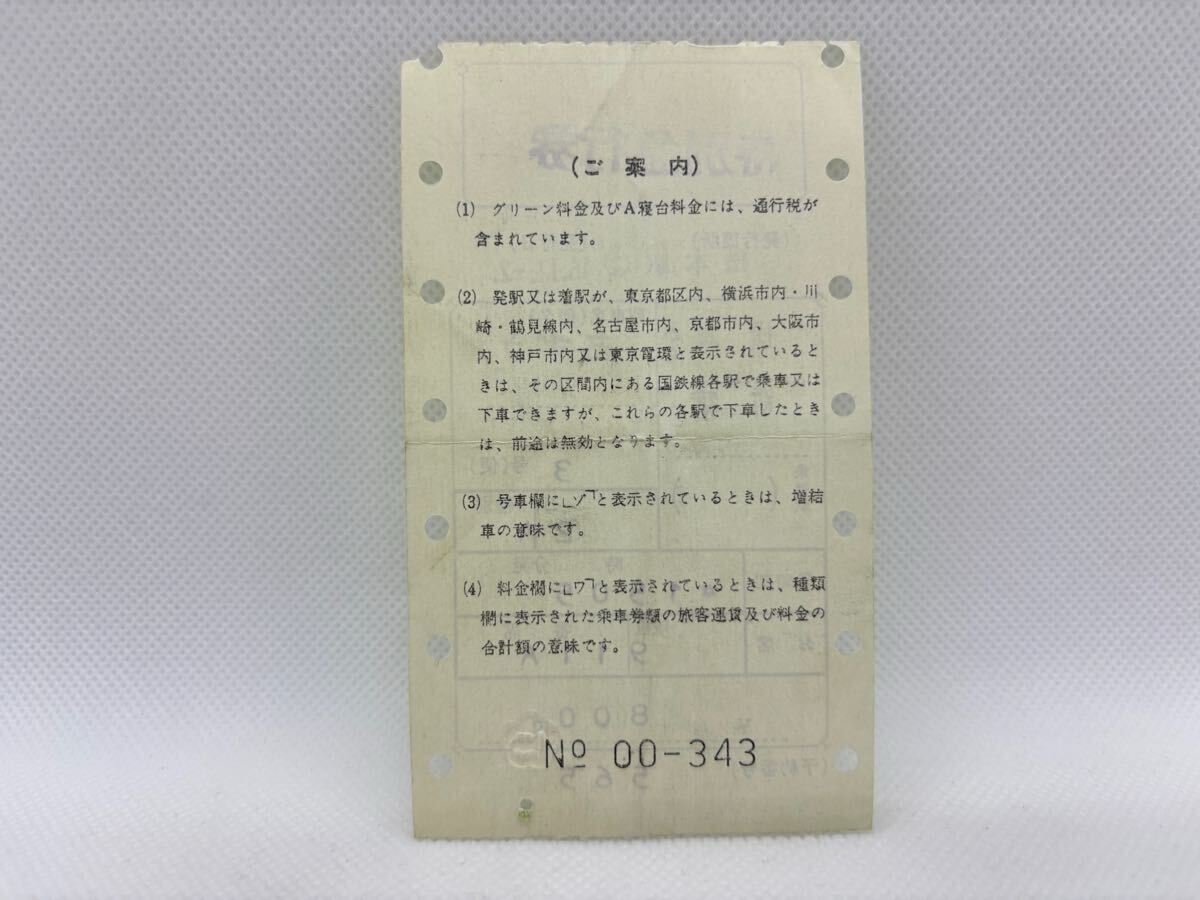 (ご案内)
(1) グリーン料金及びA寝台料金には、通行税が
含まれています。
(2) 発駅又は着駅が、東京都区内、横浜市内・川
崎・鶴見線内、名古屋市内、京都市内、大阪市
内、神戸市内又は東京電環と表示されていると
きは、その区間内にある国鉄線各駅で乗車又は
下車できますが、これらの各駅で下車したとき
は、前途は無効となります。
(3) 号車欄に「ゾ」と表示されているときは、増結
車の意味です。
(4) 料金欄に「ワ」と表示されているときは、種類
欄に表示された乗車券類の旅客運賃及び料金の
合計額の意味です。
№ 00-343